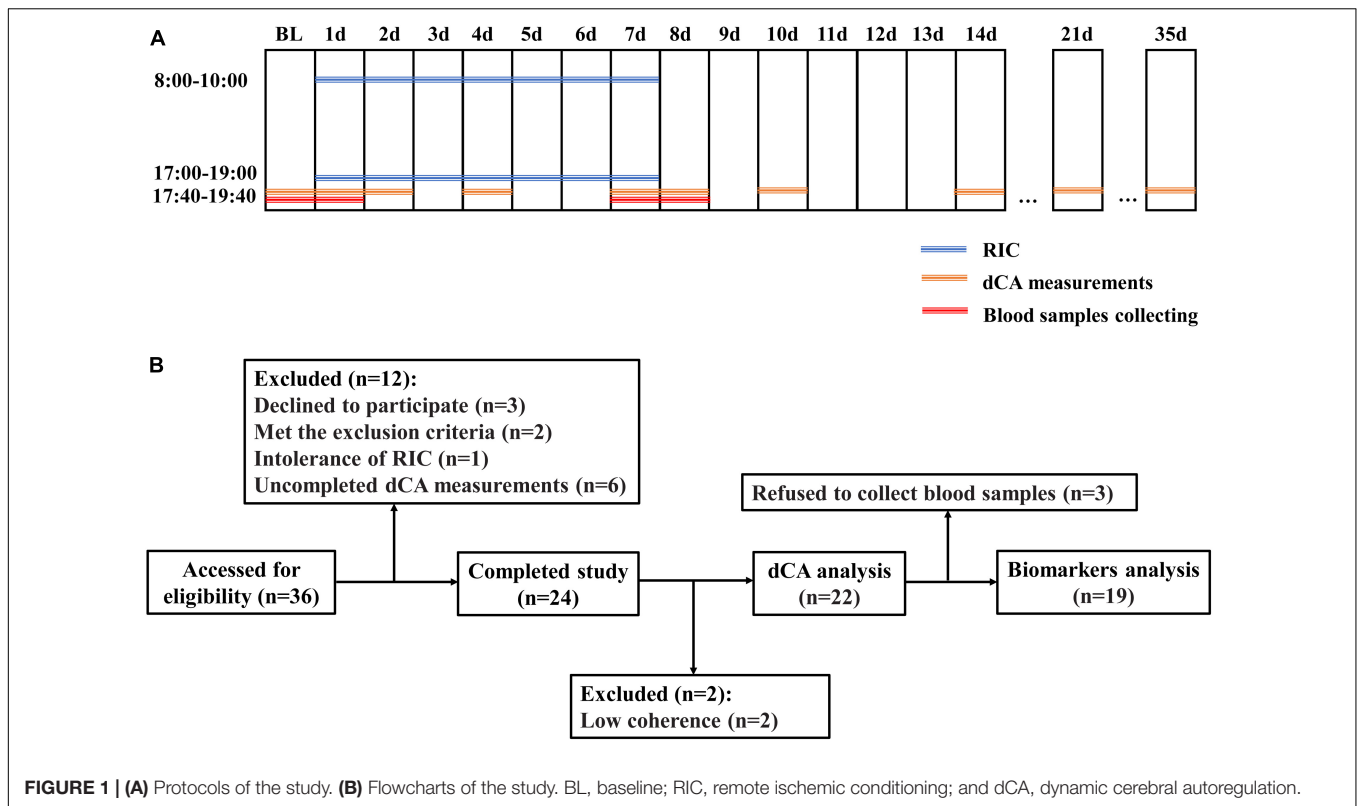 A
BL 1d 2d 3d 4d 5d 6d 7d 8d 9d 10d 11d 12d 13d 14d 21d 35d
8:00-10:00
17:00-19:00
17:40-19:40
... ...
RIC
dCA measurements
Blood samples collecting
B
Excluded (n=12):
Declined to participate (n=3)
Met the exclusion criteria (n=2)
Intolerance of RIC (n=1)
Uncompleted dCA measurements (n=6)
Refused to collect blood samples (n=3)
Accessed for
eligibility (n=36)
Completed study
(n=24)
dCA analysis
(n=22)
Biomarkers analysis
(n=19)
Excluded (n=2):
Low coherence (n=2)
FIGURE 1 | (A) Protocols of the study. (B) Flowcharts of the study. BL, baseline; RIC, remote ischemic conditioning; and dCA, dynamic cerebral autoregulation.